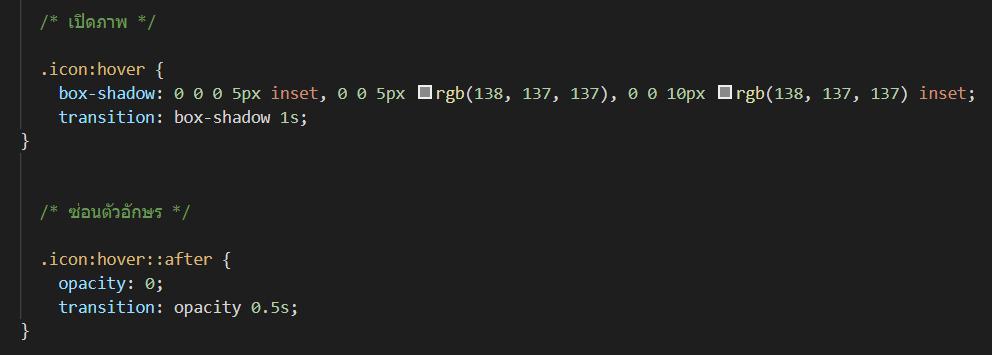 /* เปิดภาพ */
.icon:hover {
box-shadow: 0 0 0 5px inset, 0 0 5px rgb(138, 137, 137), 0 0 10px rgb(138, 137, 137) inset;
transition: box-shadow 1s;
}
/* ซ่อนตัวอักษร */
.icon:hover::after {
opacity: 0;
transition: opacity 0.5s;
}